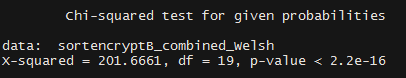 Chi-squared test for given probabilities
data:  sortencryptB_combined_Welsh
X-squared = 201.6661, df = 19, p-value < 2.2e-16